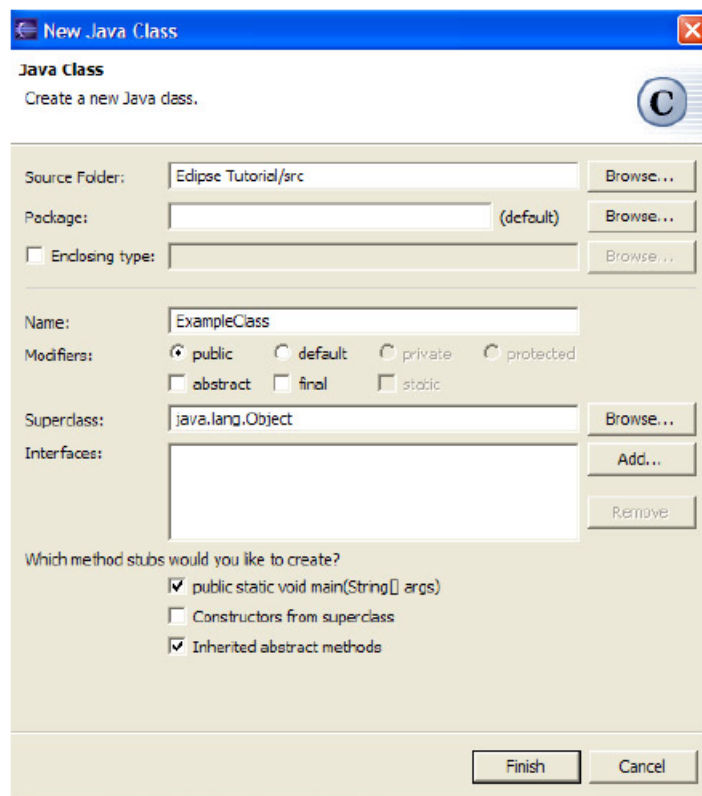 New Java Class
Java Class
Create a new Java class.
C
Source Folder: Eclipse Tutorial/src Browse...
Package: (default) Browse...
Enclosing type: Browse...
Name: ExampleClass
Modifiers: public default private protected
abstract final static
Superclass: java.lang.Object Browse...
Interfaces: Add...
Remove
Which method stubs would you like to create?
public static void main(String[] args)
Constructors from superclass
Inherited abstract methods
Finish Cancel